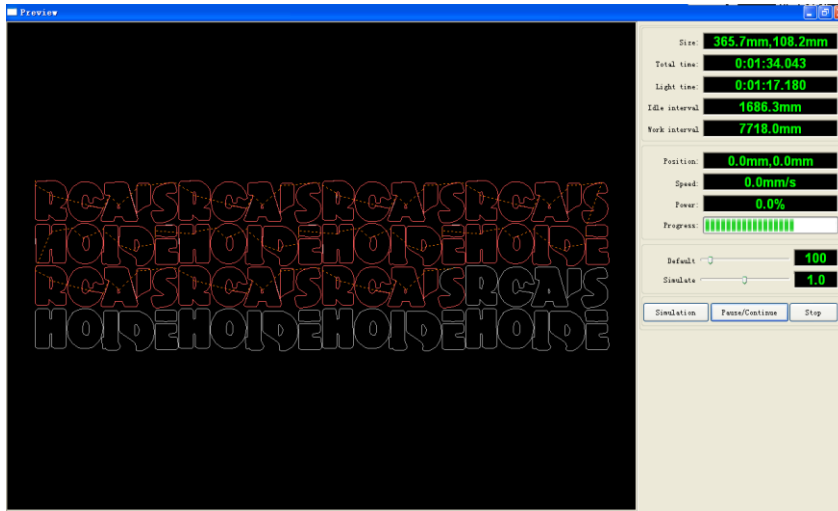 Preview
Size: 365.7mm,108.2mm
Total time: 0:01:34.043
Light time: 0:01:17.180
Idle interval 1686.3mm
Work interval 7718.0mm
Position: 0.0mm,0.0mm
Speed: 0.0mm/s
Power: 0.0%
Progress:
Default 100
Simulate 1.0
Simulation Pause/Continue Stop
RCA'SRCA'SRCA'SRCA'S
HOLDEHOLDEHOLDEHOLDE
RCA'SRCA'SRCA'SRCA'S
HOLDEHOLDEHOLDEHOLDE